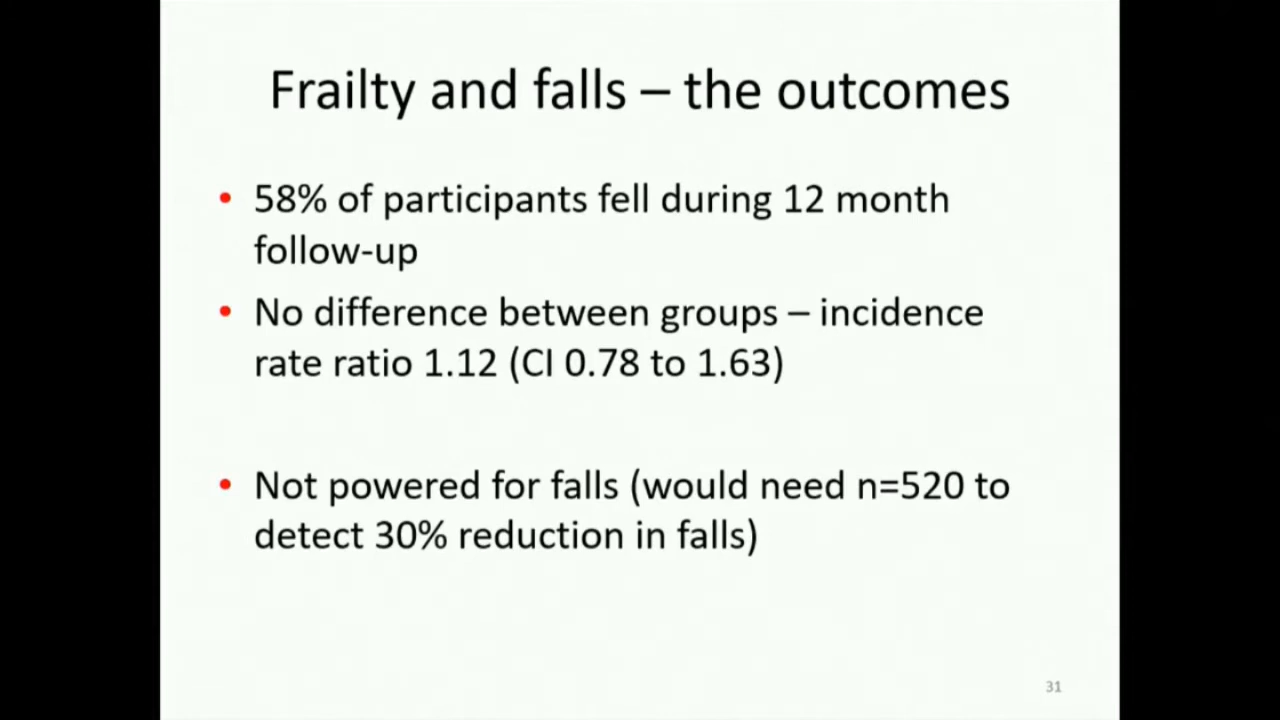 Frailty and falls – the outcomes
• 58% of participants fell during 12 month
follow-up
• No difference between groups – incidence
rate ratio 1.12 (CI 0.78 to 1.63)
• Not powered for falls (would need n=520 to
detect 30% reduction in falls)
31